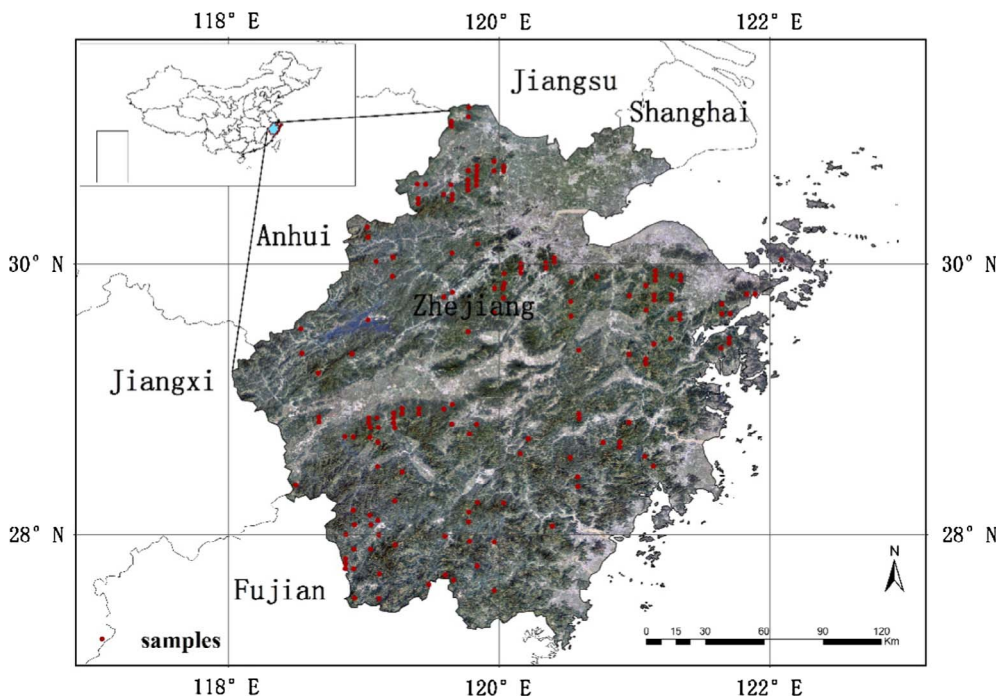 118° E 120° E 122° E
Jiangsu
Shanghai
Anhui
30° N 30° N
Zhejiang
Jiangxi
28° N 28° N
N
Fujian
samples
0 15 30 60 90 120
Km
118° E 120° E 122° E